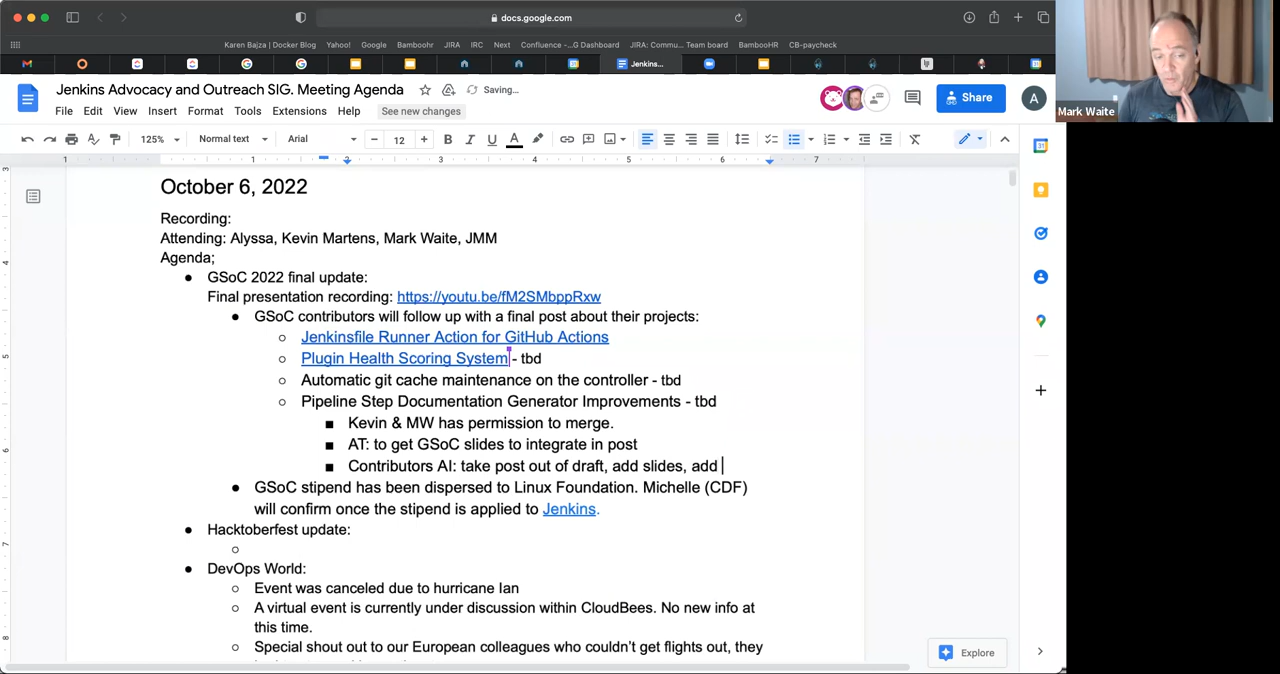 docs.google.com
Karen Bajza | Docker Blog Yahoo! Google Bamboohr JIRA IRC Next Confluence -...G Dashboard JIRA: Commu... Team board BambooHR CB-paycheck
Jenkins...
Jenkins Advocacy and Outreach SIG. Meeting Agenda Saving...
File Edit View Insert Format Tools Extensions Help See new changes
Share
A
Mark Waite
125% Normal text Arial 12 B I U A
1 1 2 3 4 5 6 7
October 6, 2022
Recording:
Attending: Alyssa, Kevin Martens, Mark Waite, JMM
Agenda;
GSoC 2022 final update:
Final presentation recording: https://youtu.be/fM2SMbppRxw
GSoC contributors will follow up with a final post about their projects:
Jenkinsfile Runner Action for GitHub Actions
Plugin Health Scoring System - tbd
Automatic git cache maintenance on the controller - tbd
Pipeline Step Documentation Generator Improvements - tbd
Kevin & MW has permission to merge.
AT: to get GSoC slides to integrate in post
Contributors AI: take post out of draft, add slides, add
GSoC stipend has been dispersed to Linux Foundation. Michelle (CDF)
will confirm once the stipend is applied to Jenkins.
Hacktoberfest update:
DevOps World:
Event was canceled due to hurricane Ian
A virtual event is currently under discussion within CloudBees. No new info at
this time.
Special shout out to our European colleagues who couldn't get flights out, they
Explore